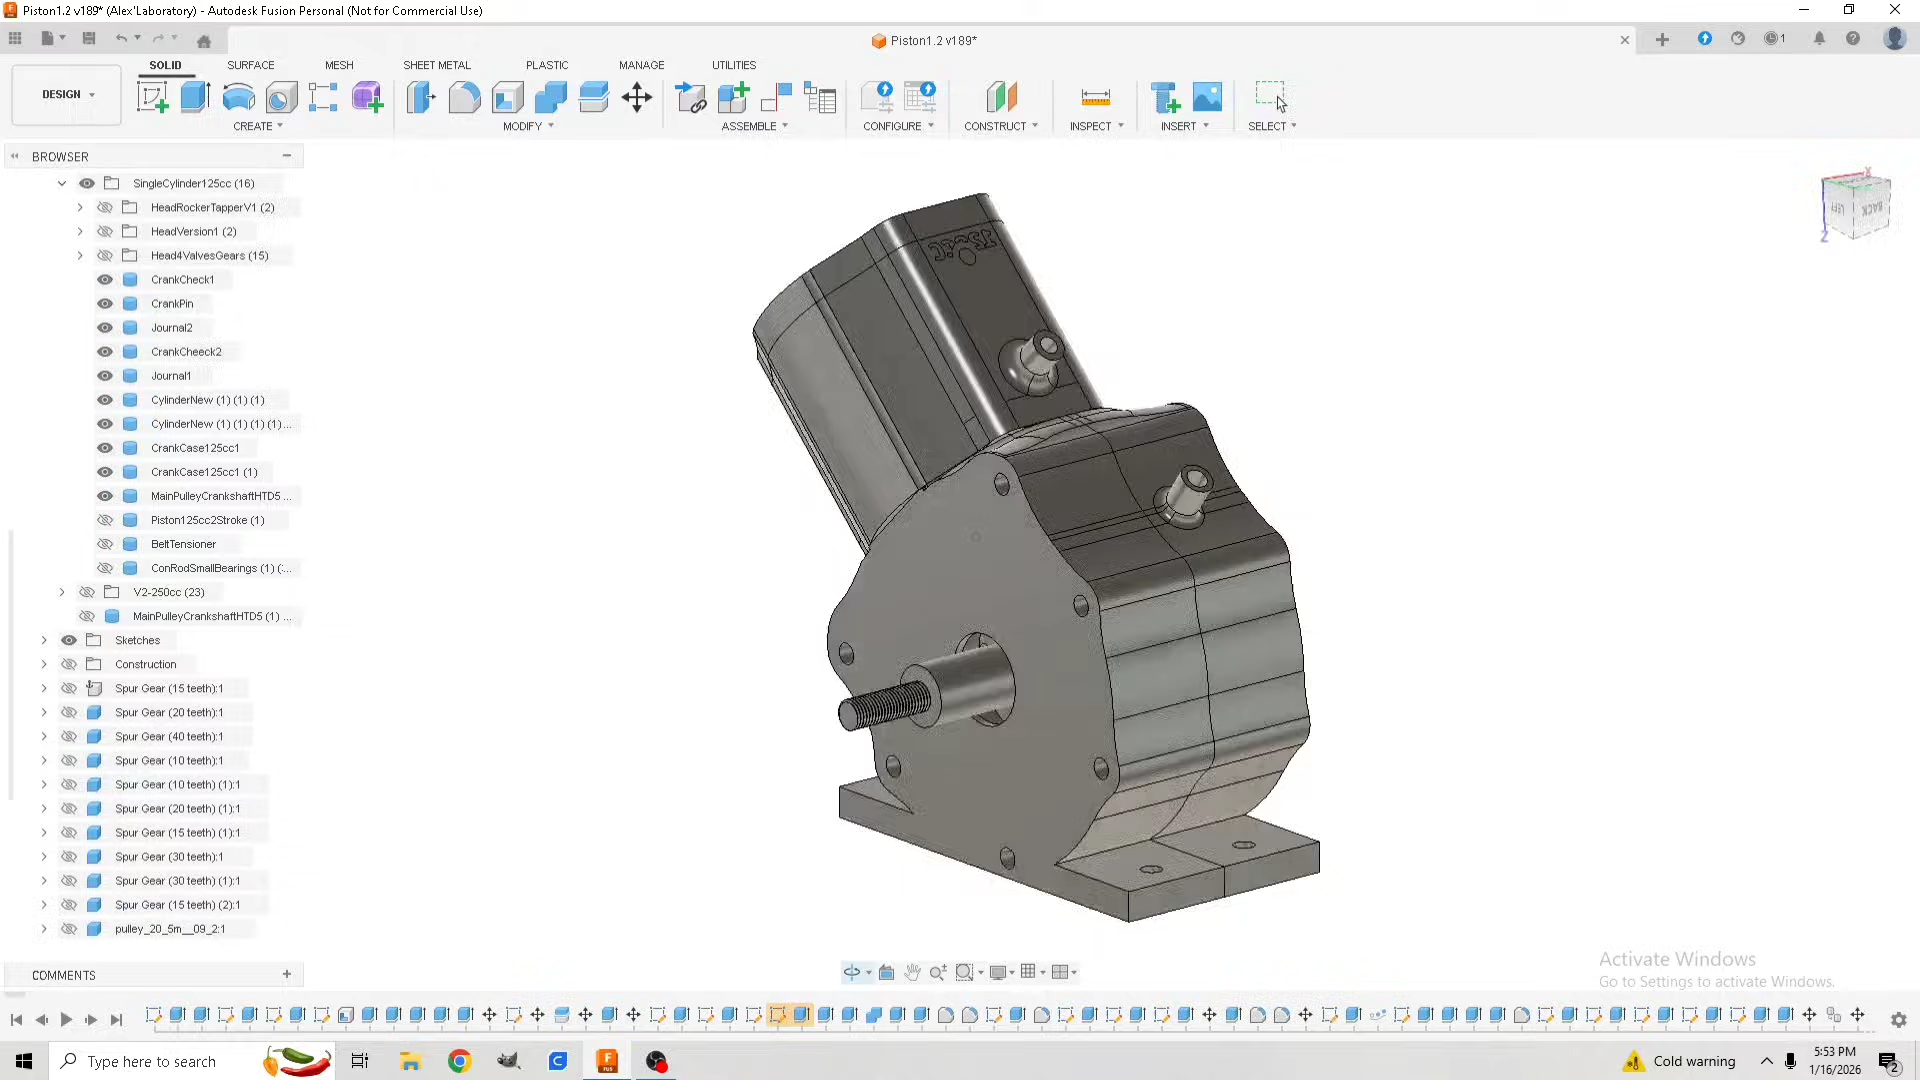 Piston1.2 v189* (Alex'Laboratory) - Autodesk Fusion Personal (Not for Commercial Use)
Piston1.2 v189*
1
SOLID SURFACE MESH SHEET METAL PLASTIC MANAGE UTILITIES
DESIGN
CREATE MODIFY ASSEMBLE CONFIGURE CONSTRUCT INSPECT INSERT SELECT
BROWSER
SingleCylinder125cc (16)
HeadRockerTapperV1 (2)
HeadVersion1 (2)
Head4ValvesGears (15)
CrankCheck1
CrankPin
Journal2
CrankCheeck2
Journal1
CylinderNew (1) (1) (1)
CylinderNew (1) (1) (1) (1)...
CrankCase125cc1
CrankCase125cc1 (1)
MainPulleyCrankshaftHTD5 ...
Piston125cc2Stroke (1)
BeltTensioner
ConRodSmallBearings (1) (...
V2-250cc (23)
MainPulleyCrankshaftHTD5 (1) ...
Sketches
Construction
Spur Gear (15 teeth):1
Spur Gear (20 teeth):1
Spur Gear (40 teeth):1
Spur Gear (10 teeth):1
Spur Gear (10 teeth) (1):1
Spur Gear (20 teeth) (1):1
Spur Gear (15 teeth) (1):1
Spur Gear (30 teeth):1
Spur Gear (30 teeth) (1):1
Spur Gear (15 teeth) (2):1
pulley_20_5m__09_2:1
X
LEFT BACK
Z
COMMENTS
Activate Windows
Go to Settings to activate Windows.
Type here to search
Cold warning
5:53 PM
1/16/2026
2